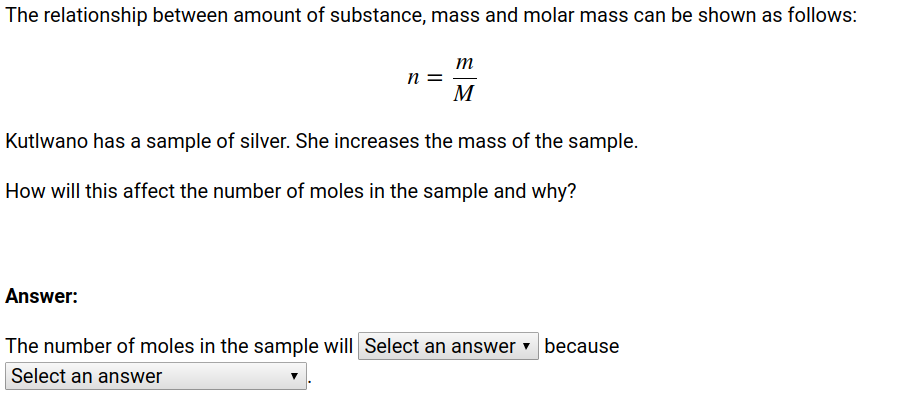 The relationship between amount of substance, mass and molar mass can be shown as follows:
n = m/M
Kutlwano has a sample of silver. She increases the mass of the sample.
How will this affect the number of moles in the sample and why?
Answer:
The number of moles in the sample will Select an answer ▾ because
Select an answer ▾.